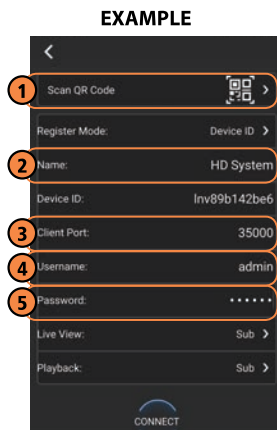 EXAMPLE
1 Scan QR Code
Register Mode: Device ID
2 Name: HD System
Device ID: lnv89b142be6
3 Client Port: 35000
4 Username: admin
5 Password: ••••••
Live View: Sub
Playback: Sub
CONNECT